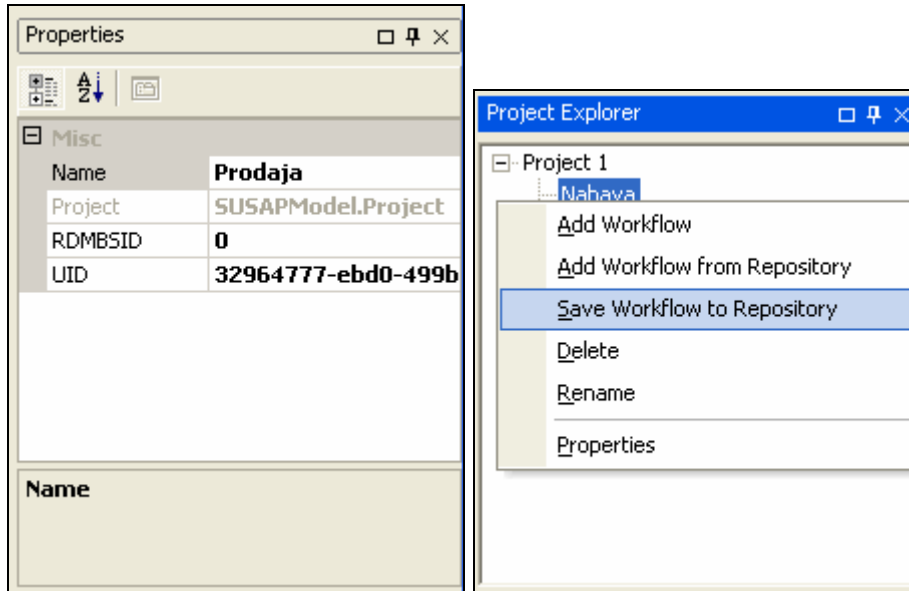 Properties
Misc
Name Prodaja
Project SUSAPModel.Project
RDMBSID 0
UID 32964777-ebd0-499b
Name
Project Explorer
Project 1
Nabava
Add Workflow
Add Workflow from Repository
Save Workflow to Repository
Delete
Rename
Properties